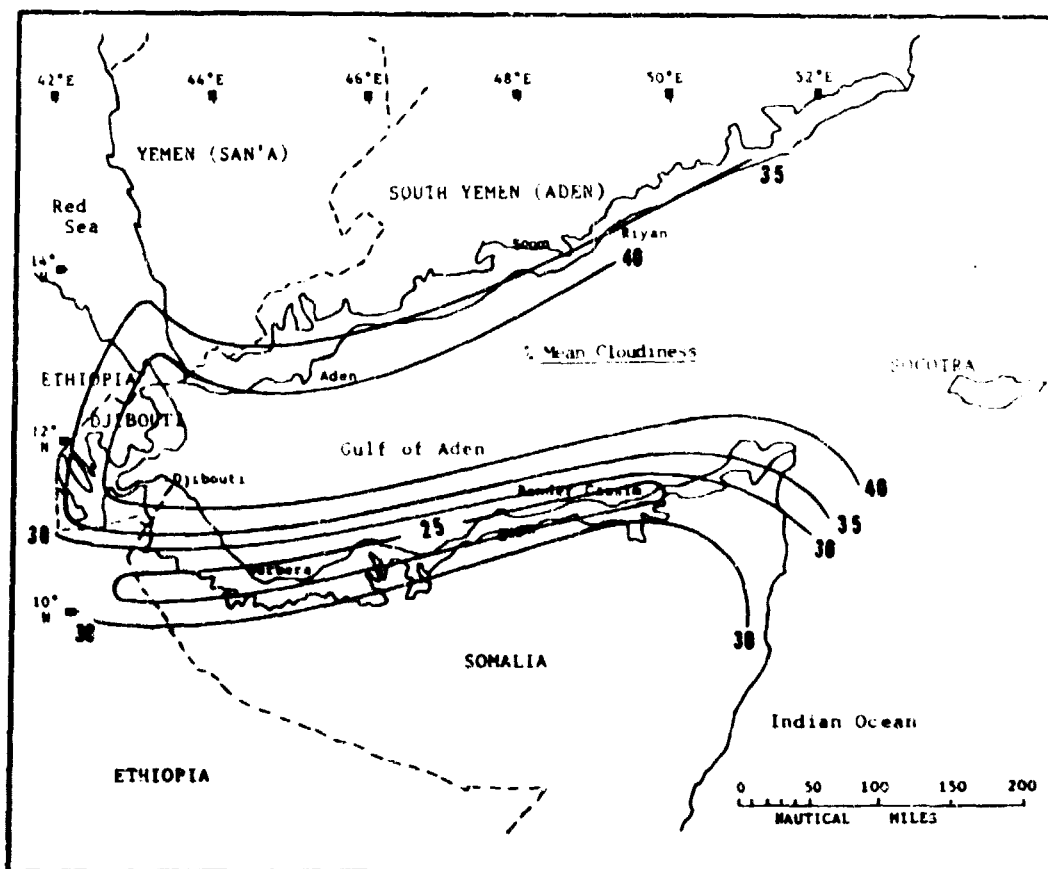 42°E 44°E 46°E 48°E 50°E 52°E
YEMEN (SAN'A)
35
SOUTH YEMEN (ADEN)
Red
Sea
Riyan
14°
N
40
% Mean Cloudiness
SOCOTRA
ETHIOPIA
Aden
DJIBOUTI
12°
N
Gulf of Aden
Djibouti
40
35
30
25
30
Berbera
10°
N
30
30
SOMALIA
Indian Ocean
ETHIOPIA
0 50 100 150 200
NAUTICAL MILES